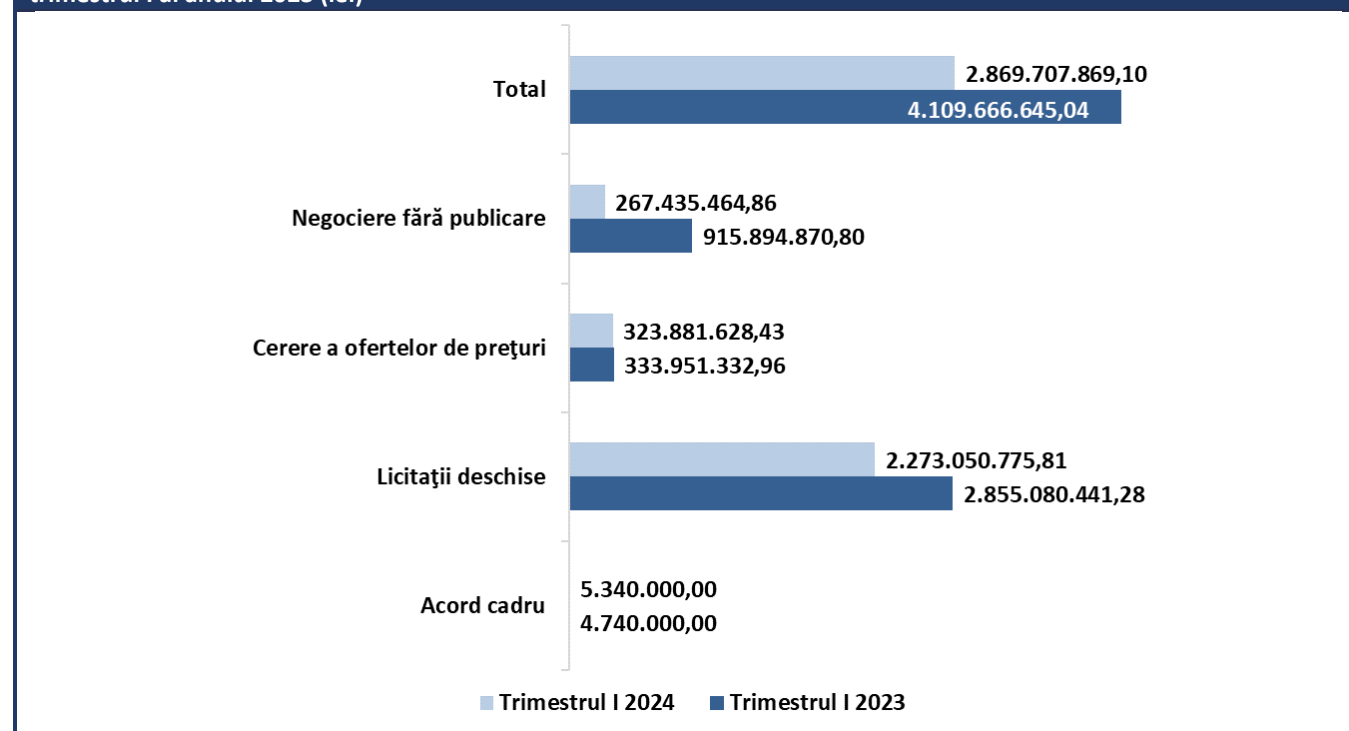 Total
2.869.707.869,10
4.109.666.645,04
Negociere fără publicare
267.435.464,86
915.894.870,80
Cerere a ofertelor de preţuri
323.881.628,43
333.951.332,96
Licitaţii deschise
2.273.050.775,81
2.855.080.441,28
Acord cadru
5.340.000,00
4.740.000,00
Trimestrul I 2024 Trimestrul I 2023